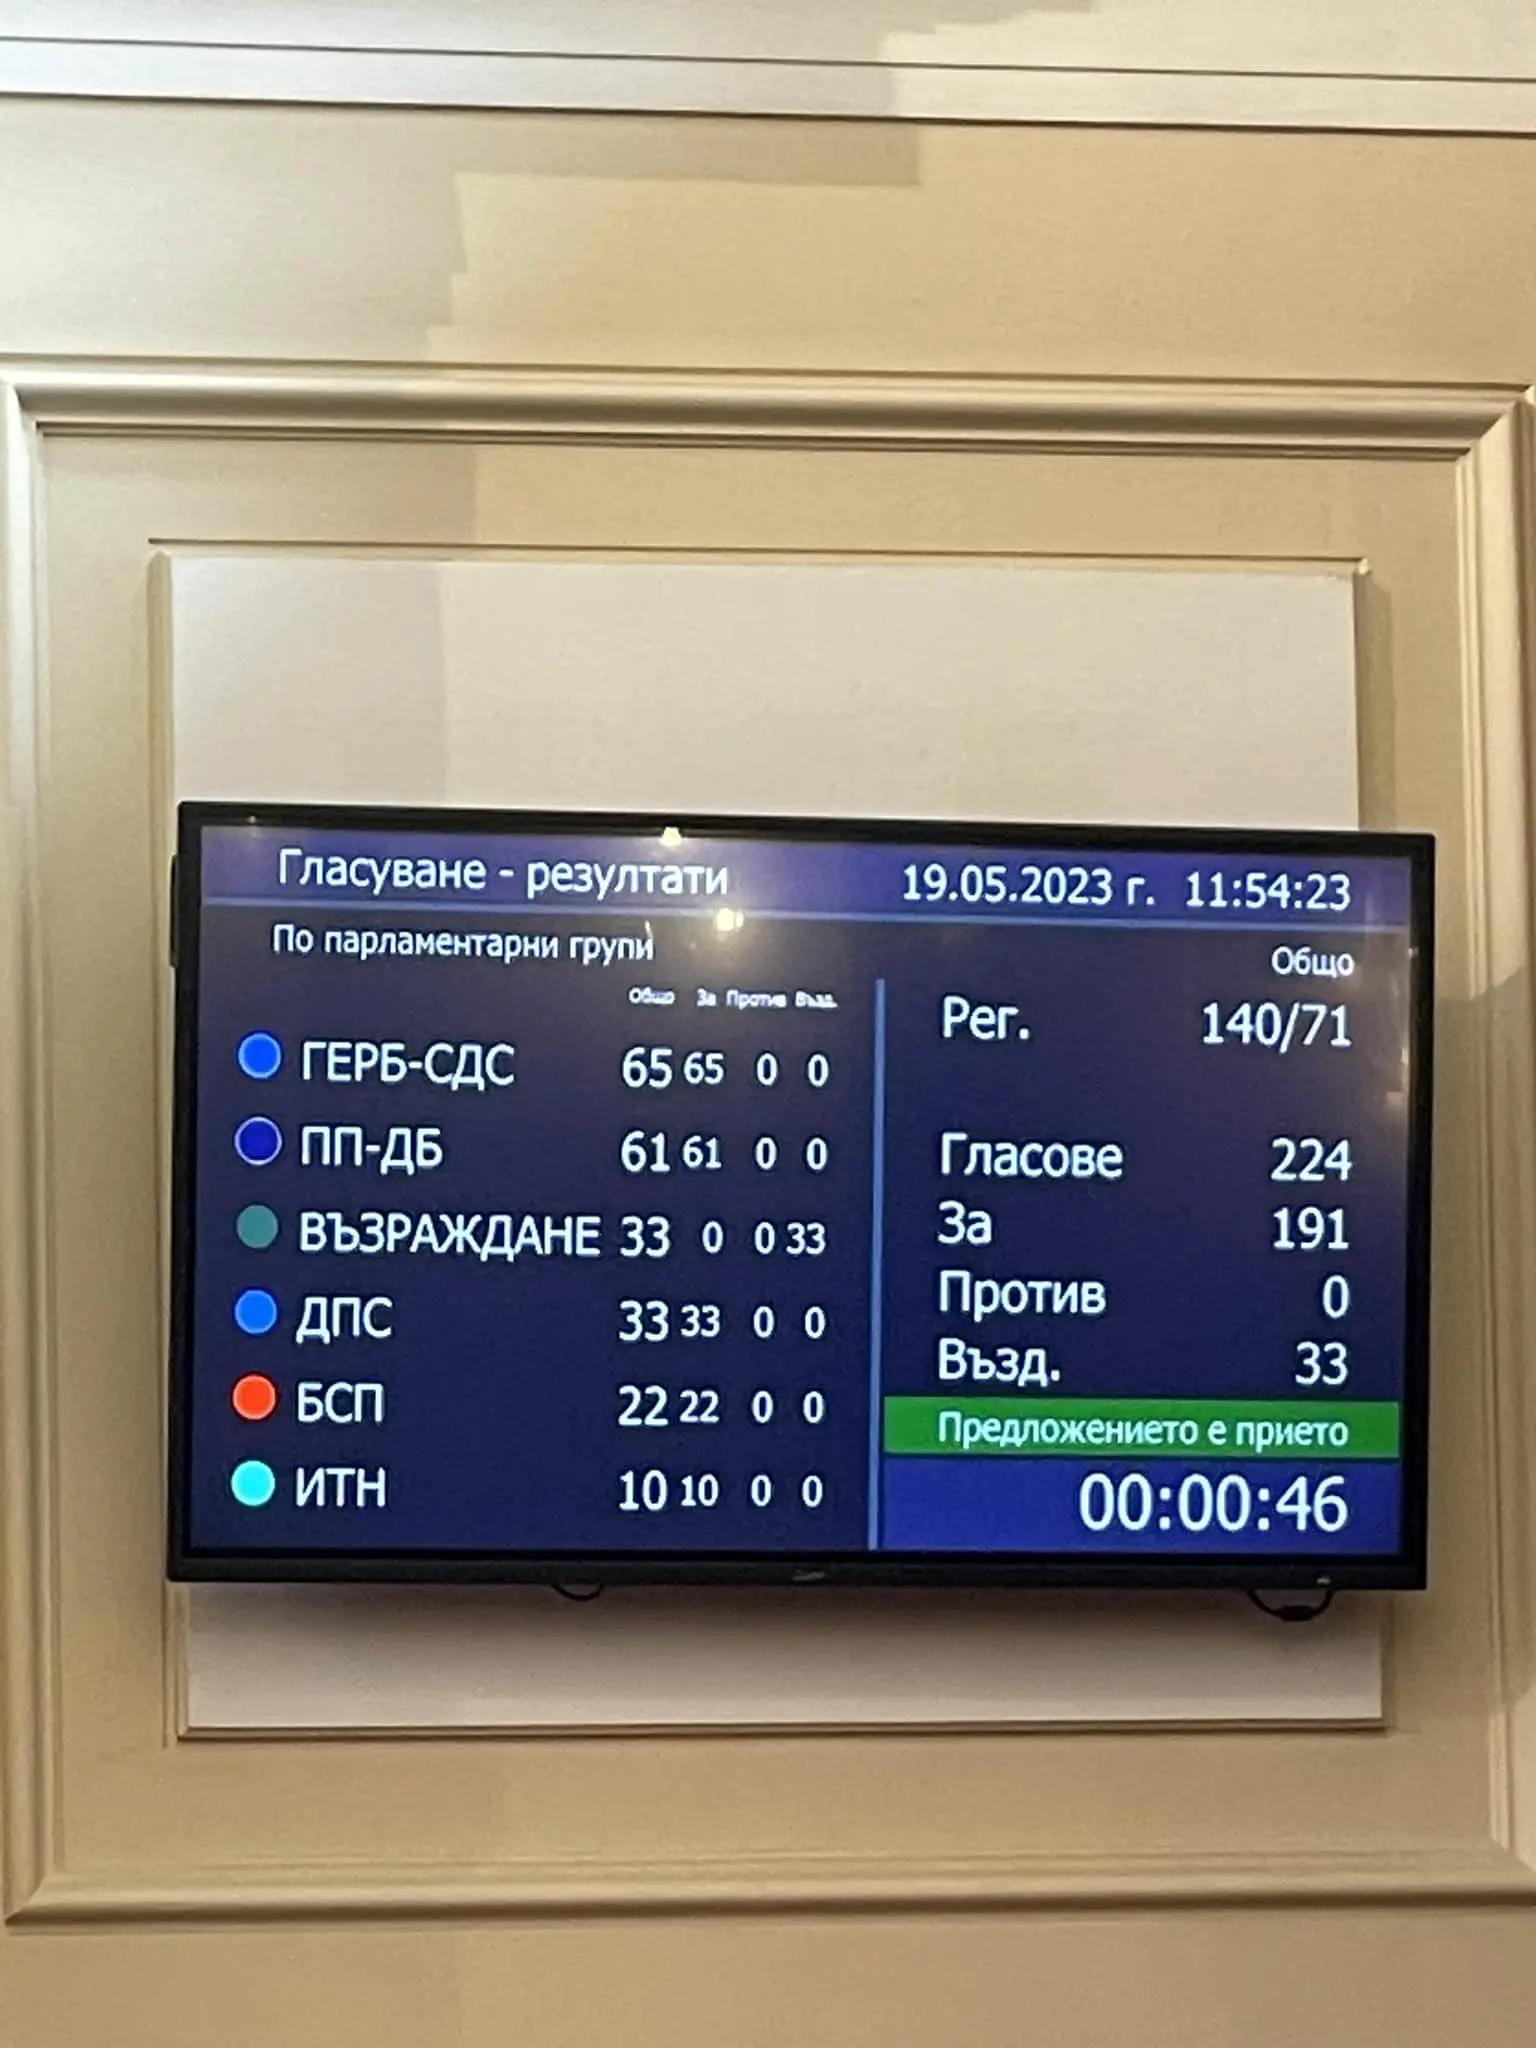 Гласуване - резултати 19.05.2023 г. 11:54:23
По парламентарни групи
Общо За Против Възд.
ГЕРБ-СДС 65 65 0 0
ПП-ДБ 61 61 0 0
ВЪЗРАЖДАНЕ 33 0 0 33
ДПС 33 33 0 0
БСП 22 22 0 0
ИТН 10 10 0 0
Общо
Рег. 140/71
Гласове 224
За 191
Против 0
Възд. 33
Предложението е прието
00:00:46